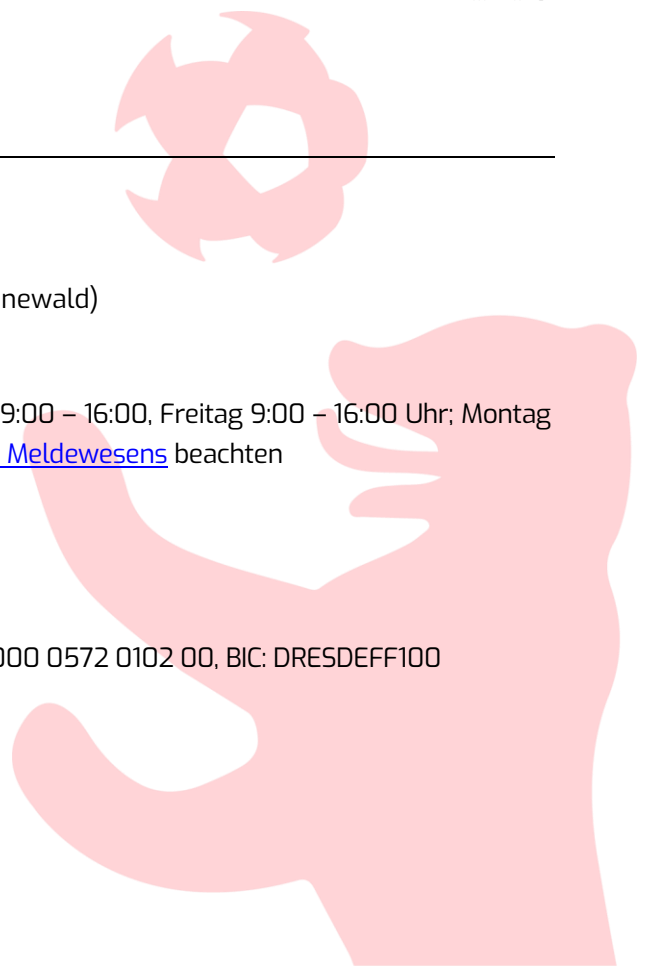 newald)
9:00 – 16:00, Freitag 9:00 – 16:00 Uhr; Montag
Meldewesens beachten
000 0572 0102 00, BIC: DRESDEFF100